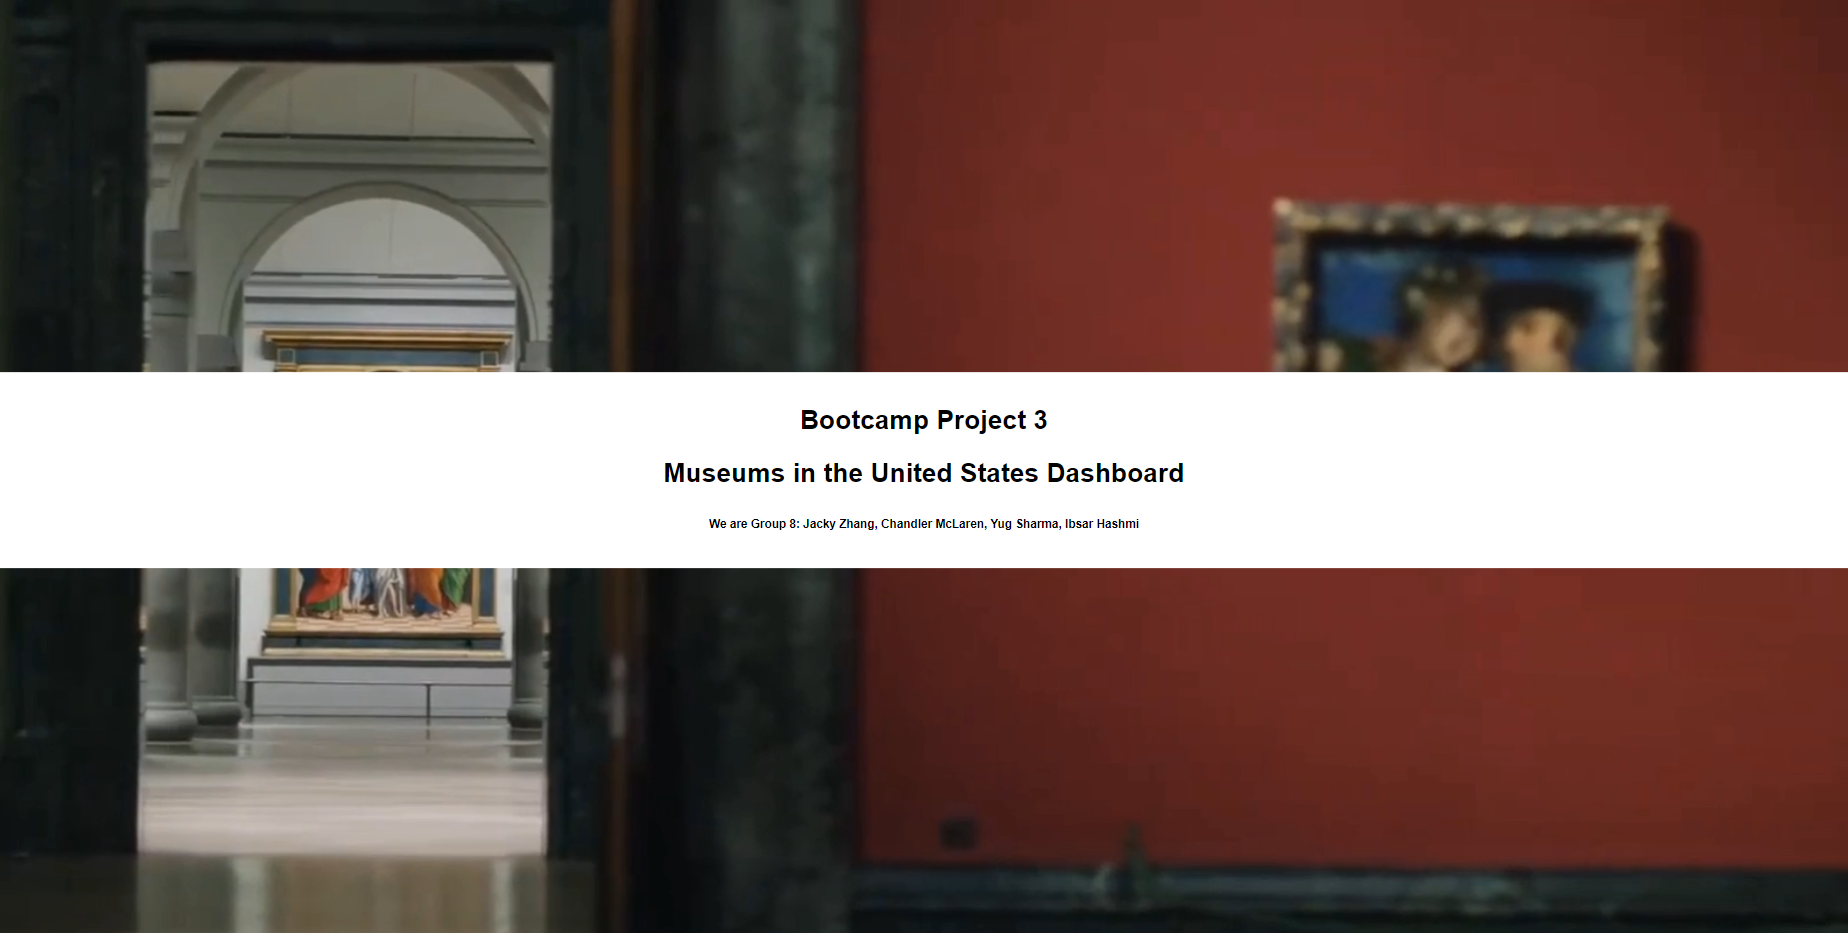 Bootcamp Project 3
Museums in the United States Dashboard
We are Group 8: Jacky Zhang, Chandler McLaren, Yug Sharma, Ibsar Hashmi